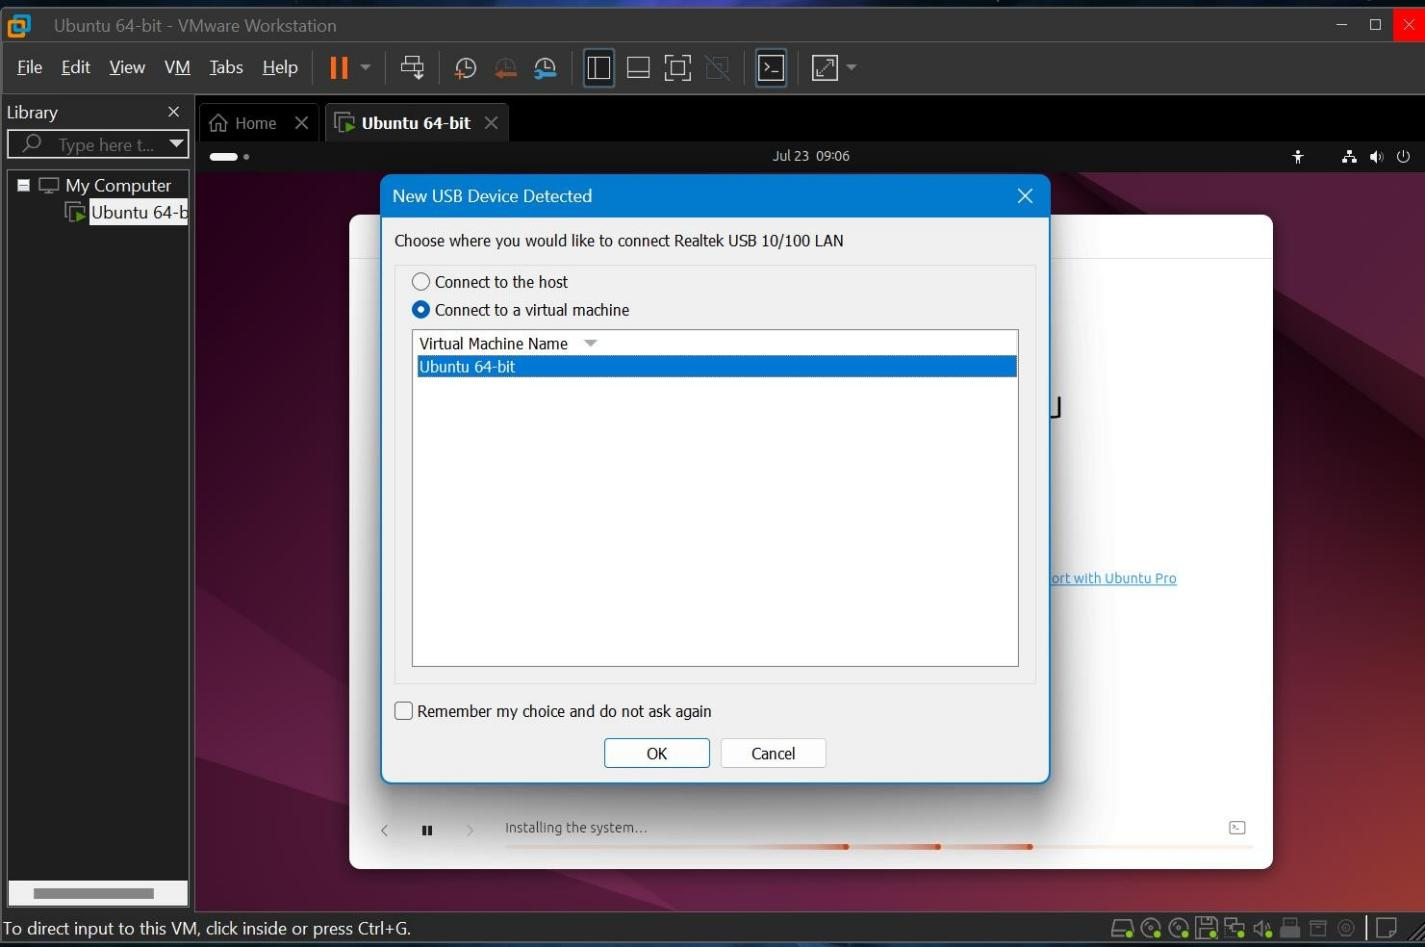 Ubuntu 64-bit - VMware Workstation
File Edit View VM Tabs Help
Library
Home
Ubuntu 64-bit
Type here t...
Jul 23 09:06
My Computer
Ubuntu 64-b
New USB Device Detected
Choose where you would like to connect Realtek USB 10/100 LAN
Connect to the host
Connect to a virtual machine
Virtual Machine Name
Ubuntu 64-bit
ort with Ubuntu Pro
Remember my choice and do not ask again
OK Cancel
Installing the system...
To direct input to this VM, click inside or press Ctrl+G.